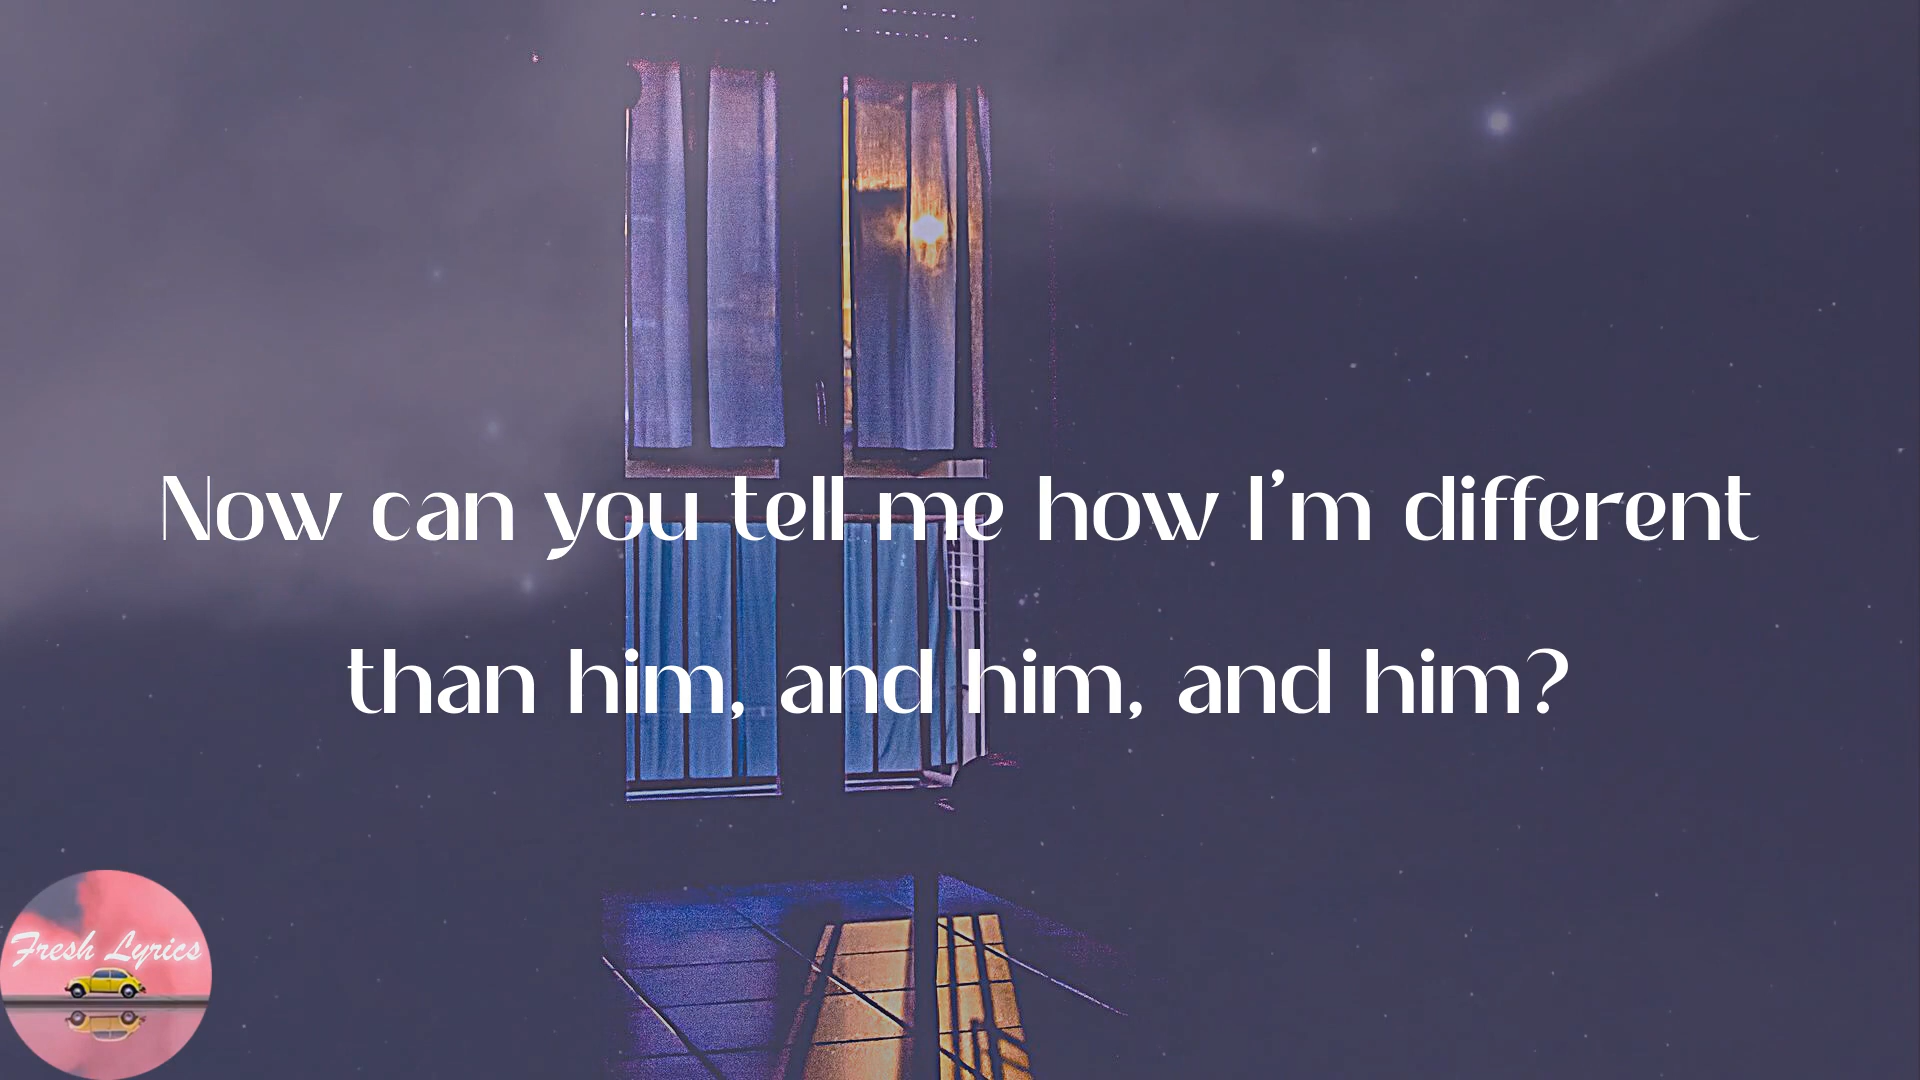 Now can you tell me how I'm different
than him, and him, and him?
Fresh Lyrics